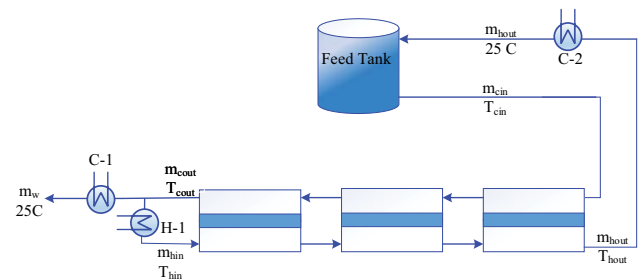 m_hout
25 C
C-2
Feed Tank
m_cin
T_cin
C-1
m_cout
T_cout
m_w
25C
H-1
m_hin
T_hin
m_hout
T_hout